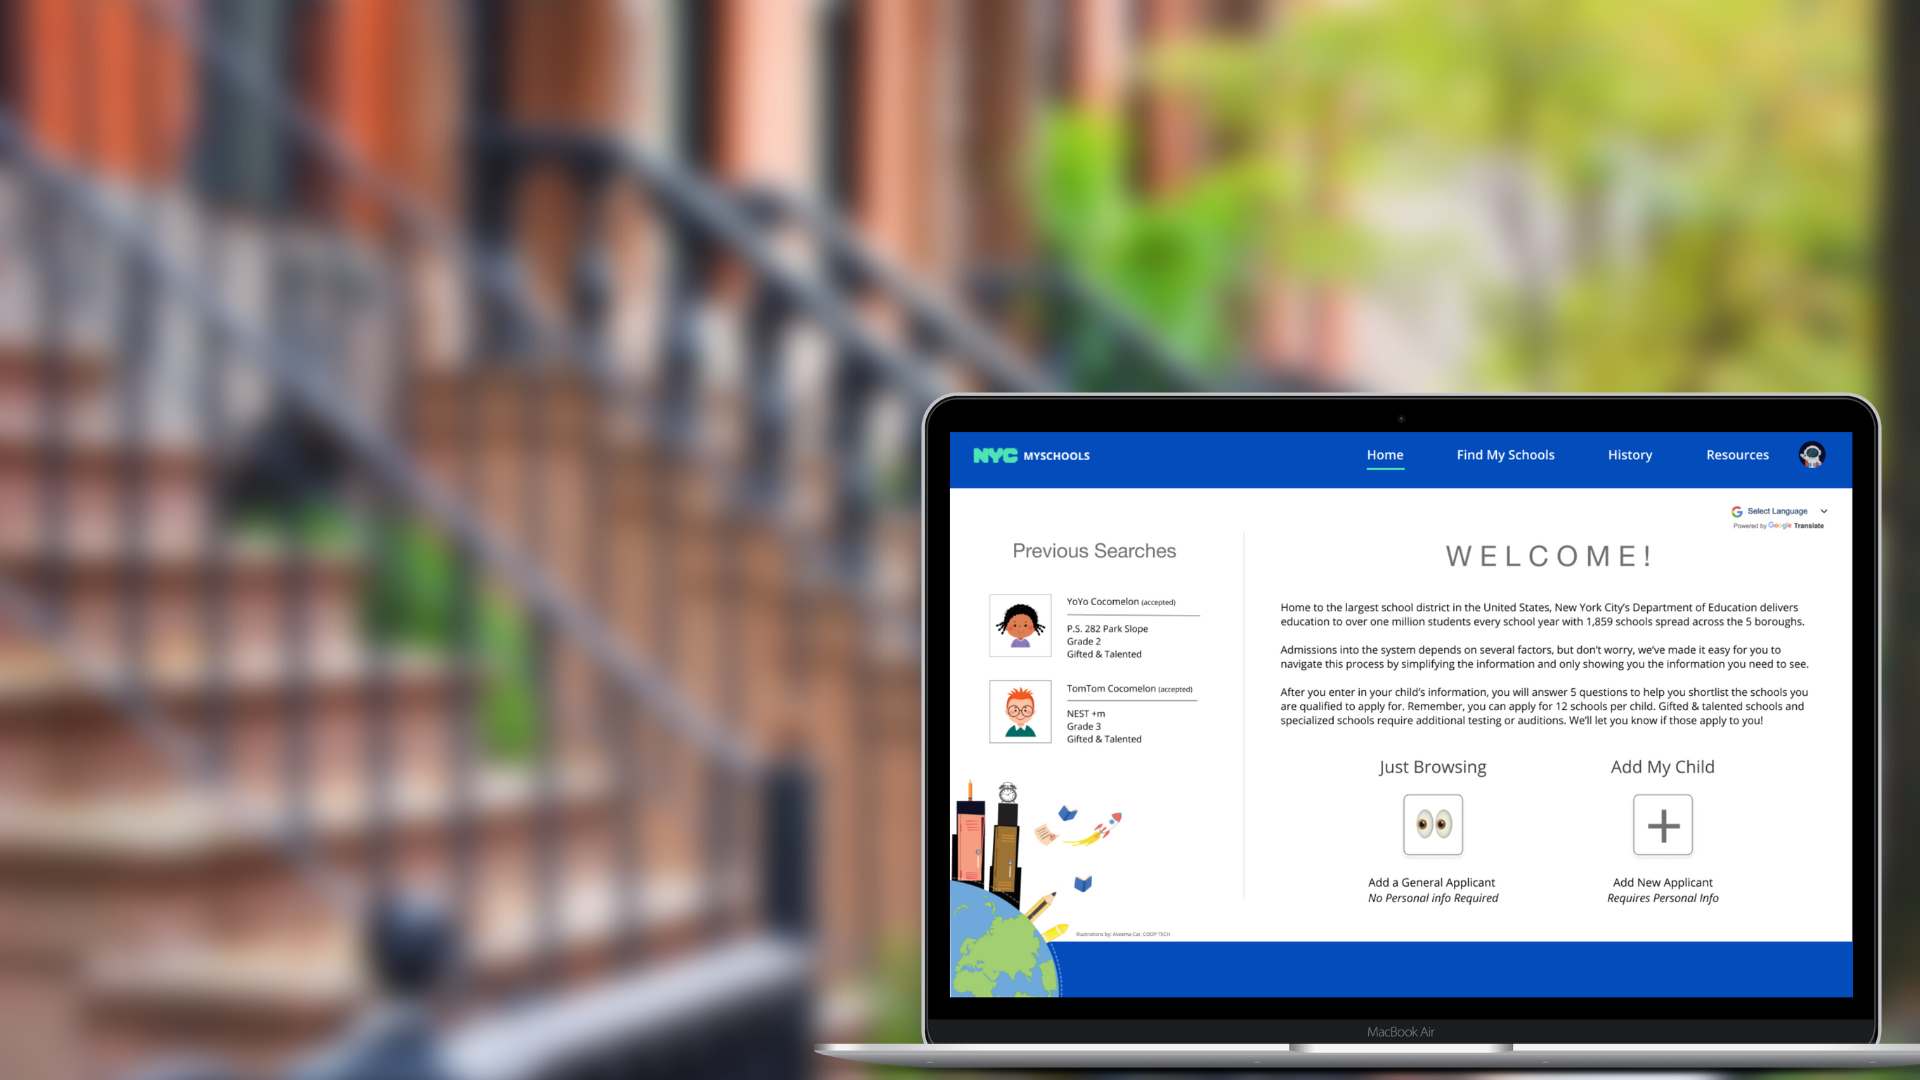 NYC MYSCHOOLS
Home
Find My Schools
History
Resources
Select Language
Powered by Google Translate
Previous Searches
YoYo Cocomelon (accepted)
P.S. 282 Park Slope
Grade 2
Gifted & Talented
TomTom Cocomelon (accepted)
NEST +m
Grade 3
Gifted & Talented
Illustrations by: Aleema Car, COOP TECH
WELCOME!
Home to the largest school district in the United States, New York City's Department of Education delivers
education to over one million students every school year with 1,859 schools spread across the 5 boroughs.
Admissions into the system depends on several factors, but don't worry, we've made it easy for you to
navigate this process by simplifying the information and only showing you the information you need to see.
After you enter in your child's information, you will answer 5 questions to help you shortlist the schools you
are qualified to apply for. Remember, you can apply for 12 schools per child. Gifted & talented schools and
specialized schools require additional testing or auditions. We'll let you know if those apply to you!
Just Browsing
Add My Child
Add a General Applicant
No Personal info Required
Add New Applicant
Requires Personal Info
MacBook Air